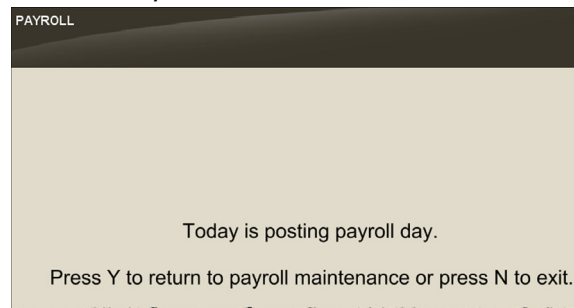 PAYROLL
Today is posting payroll day.
Press Y to return to payroll maintenance or press N to exit.